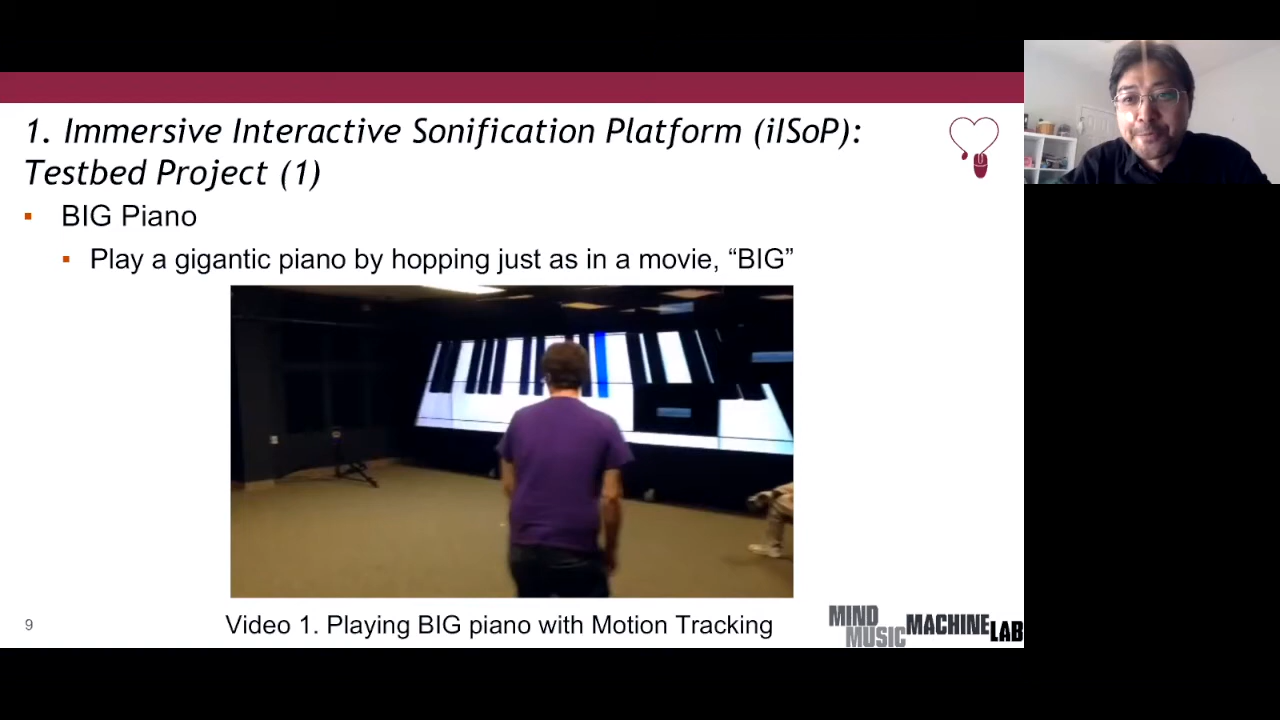 1. Immersive Interactive Sonification Platform (iISoP):
Testbed Project (1)
▪ BIG Piano
▪ Play a gigantic piano by hopping just as in a movie, “BIG”
Video 1. Playing BIG piano with Motion Tracking
9
MIND
MUSIC MACHINE LAB